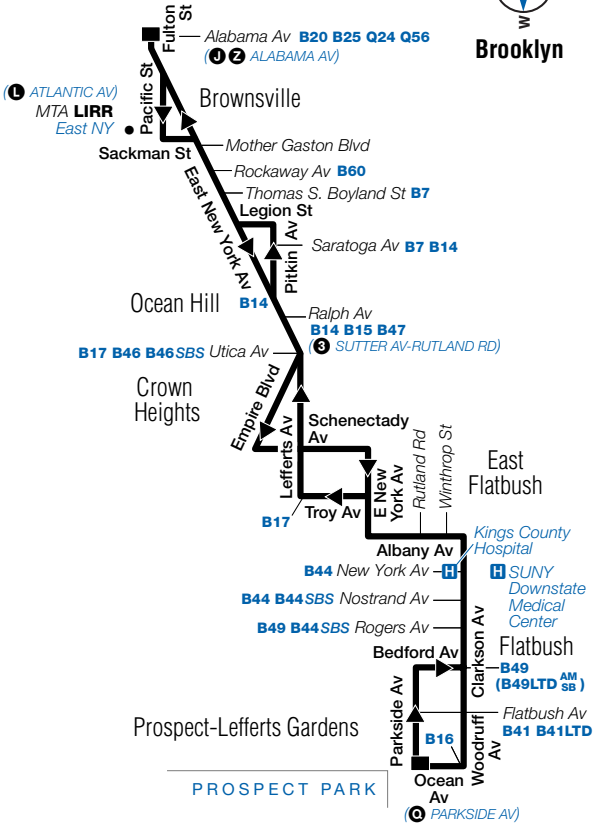 W
Brooklyn
Fulton
St
Alabama Av B20 B25 Q24 Q56
(J Z ALABAMA AV)
(L ATLANTIC AV)
MTA LIRR
East NY
Pacific St
Brownsville
Sackman St
Mother Gaston Blvd
Rockaway Av B60
Thomas S. Boyland St B7
East New York Av
Legion St
Pitkin Av
Saratoga Av B7 B14
Ocean Hill
B14
Ralph Av
B14 B15 B47
(3 SUTTER AV-RUTLAND RD)
B17 B46 B46SBS Utica Av
Crown
Heights
Empire Blvd
Lefferts Av
Schenectady
Av
E New
York Av
Rutland Rd
Winthrop St
East
Flatbush
B17
Troy Av
Albany Av
Kings County
Hospital
B44 New York Av H
H SUNY
Downstate
Medical
Center
B44 B44SBS Nostrand Av
B49 B44SBS Rogers Av
Clarkson Av
Bedford Av
Flatbush
B49
(B49LTD AM SB)
Parkside Av
Flatbush Av
B41 B41LTD
Prospect-Lefferts Gardens
B16
Woodruff
Av
PROSPECT PARK
Ocean
Av
(Q PARKSIDE AV)